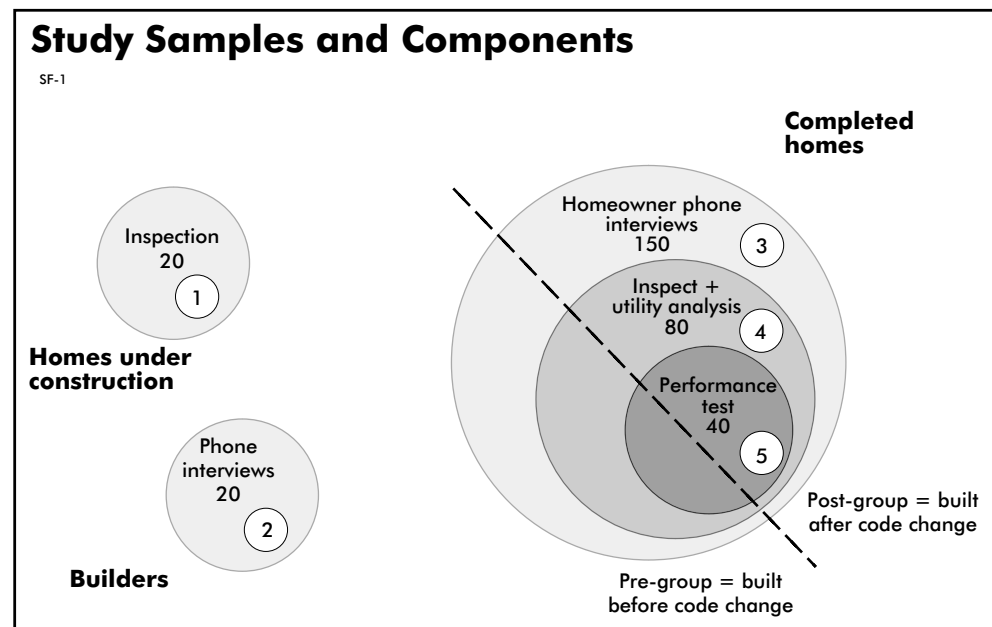 Study Samples and Components
SF-1
Completed
homes
Homeowner phone
interviews
150
3
Inspection
20
1
Inspect +
utility analysis
80
4
Homes under
construction
Performance
test
40
5
Phone
interviews
20
2
Builders
Post-group = built
after code change
Pre-group = built
before code change